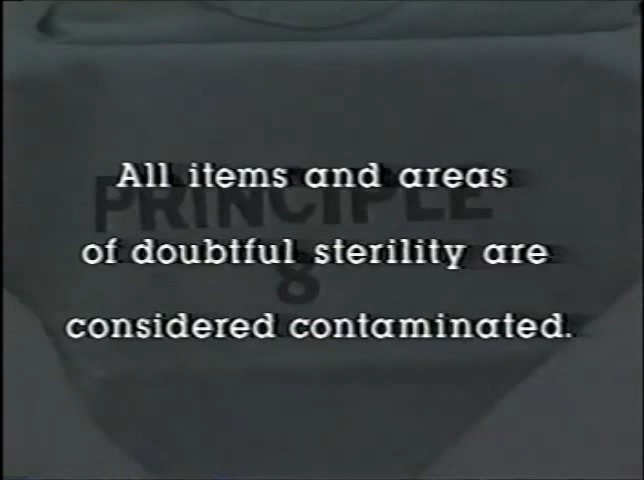 All items and areas
PRINCIPLE
of doubtful sterility are
8
considered contaminated.